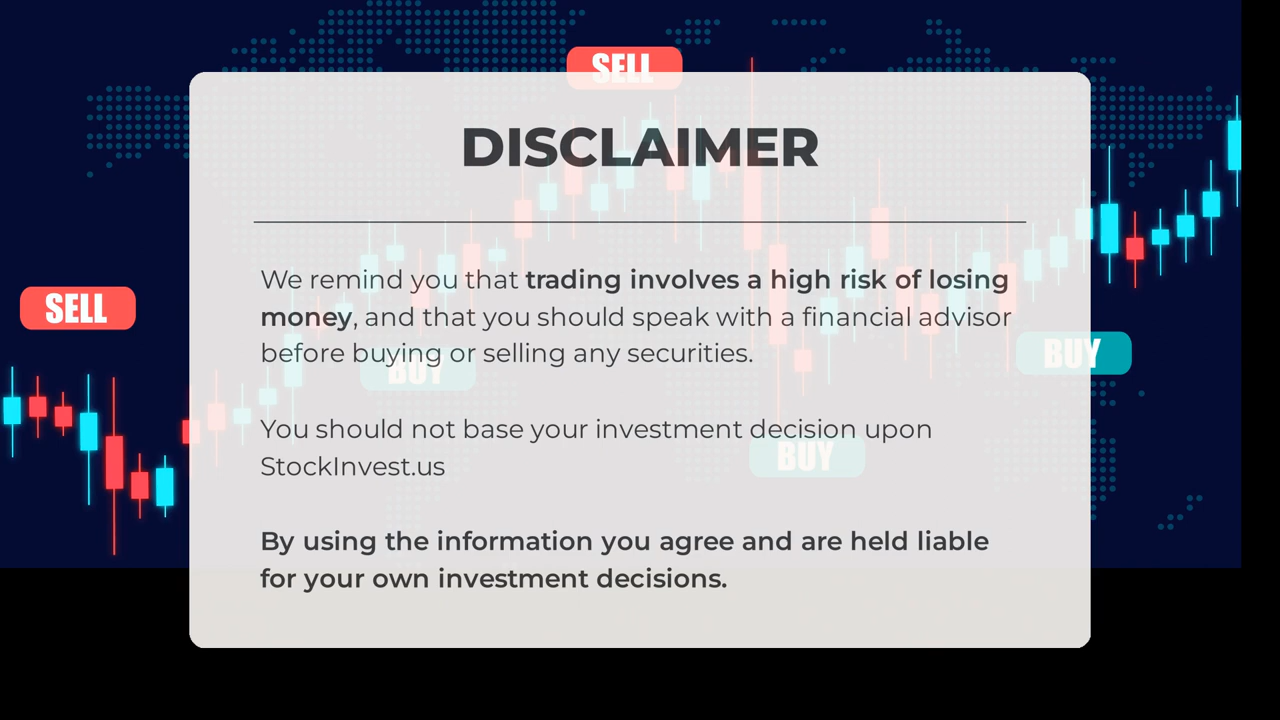 SELL
DISCLAIMER
We remind you that trading involves a high risk of losing
money, and that you should speak with a financial advisor
before buying or selling any securities.
SELL
BUY
BUY
You should not base your investment decision upon
StockInvest.us
BUY
By using the information you agree and are held liable
for your own investment decisions.